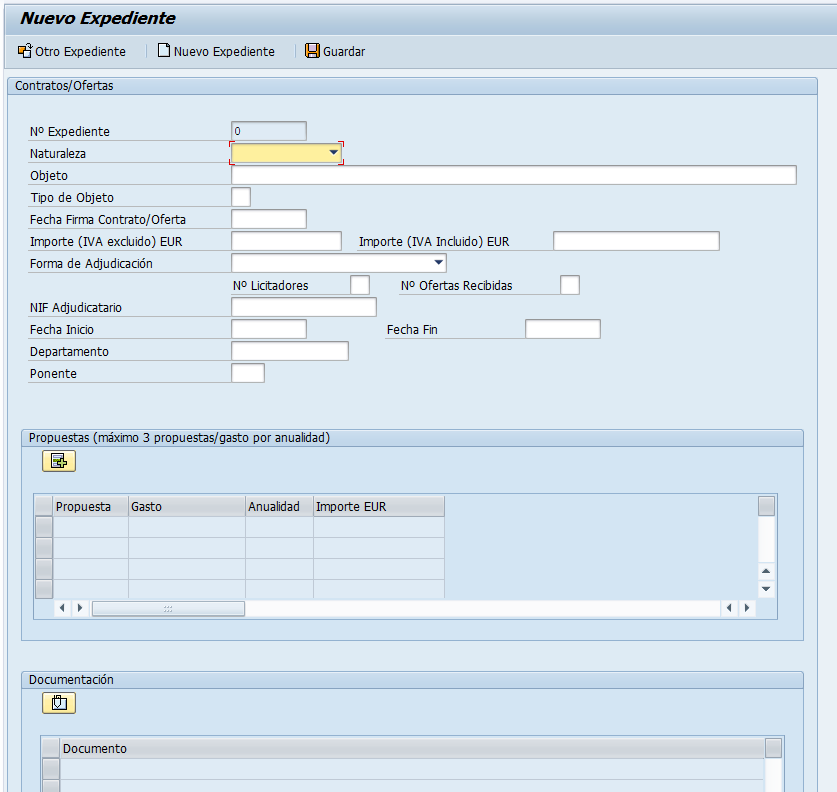 Nuevo Expediente
Otro Expediente Nuevo Expediente Guardar
Contratos/Ofertas
Nº Expediente 0
Naturaleza
Objeto
Tipo de Objeto
Fecha Firma Contrato/Oferta
Importe (IVA excluido) EUR Importe (IVA Incluido) EUR
Forma de Adjudicación
Nº Licitadores Nº Ofertas Recibidas
NIF Adjudicatario
Fecha Inicio Fecha Fin
Departamento
Ponente
Propuestas (máximo 3 propuestas/gasto por anualidad)
Propuesta Gasto Anualidad Importe EUR
Documentación
Documento